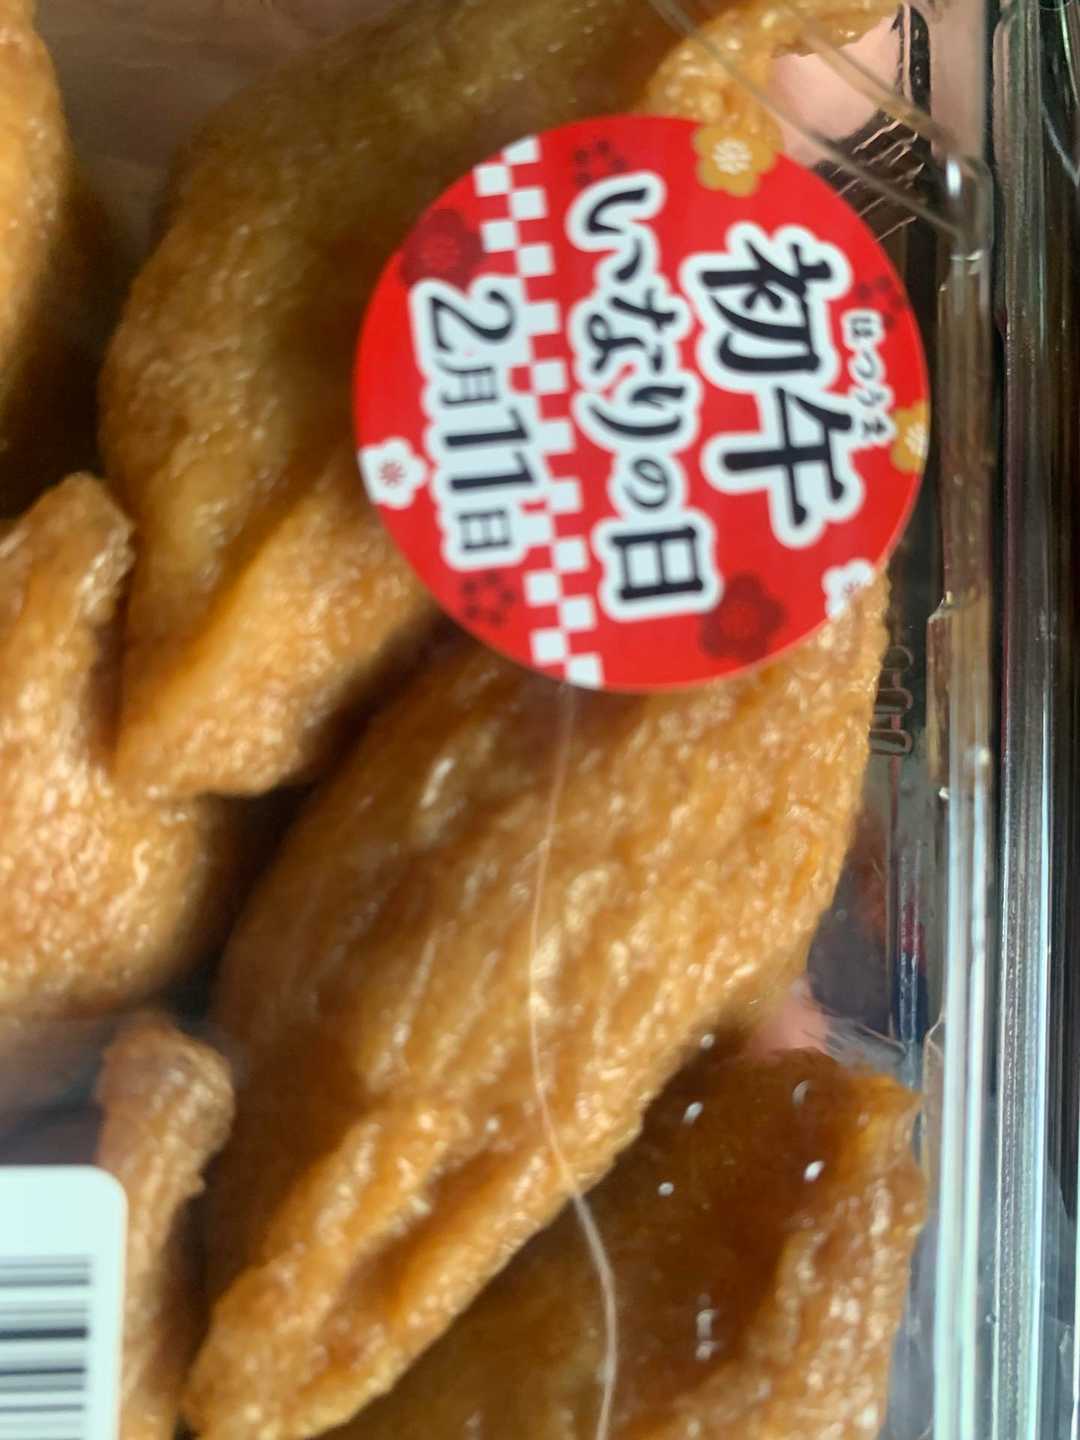 はつうま
初午
いなりの日
2月11日